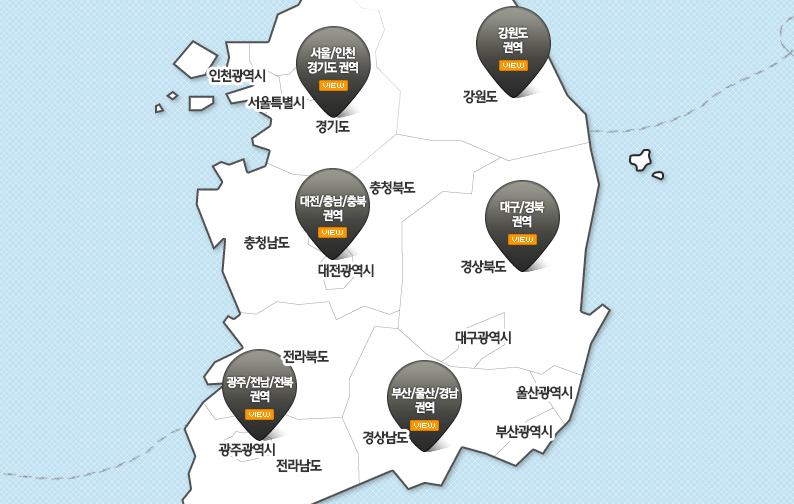 서울/인천
경기도 권역
VIEW
강원도
권역
VIEW
인천광역시
서울특별시
경기도
강원도
대전/충남/충북
권역
VIEW
충청북도
대구/경북
권역
VIEW
충청남도
대전광역시
경상북도
대구광역시
전라북도
광주/전남/전북
권역
VIEW
부산/울산/경남
권역
VIEW
울산광역시
부산광역시
경상남도
광주광역시
전라남도